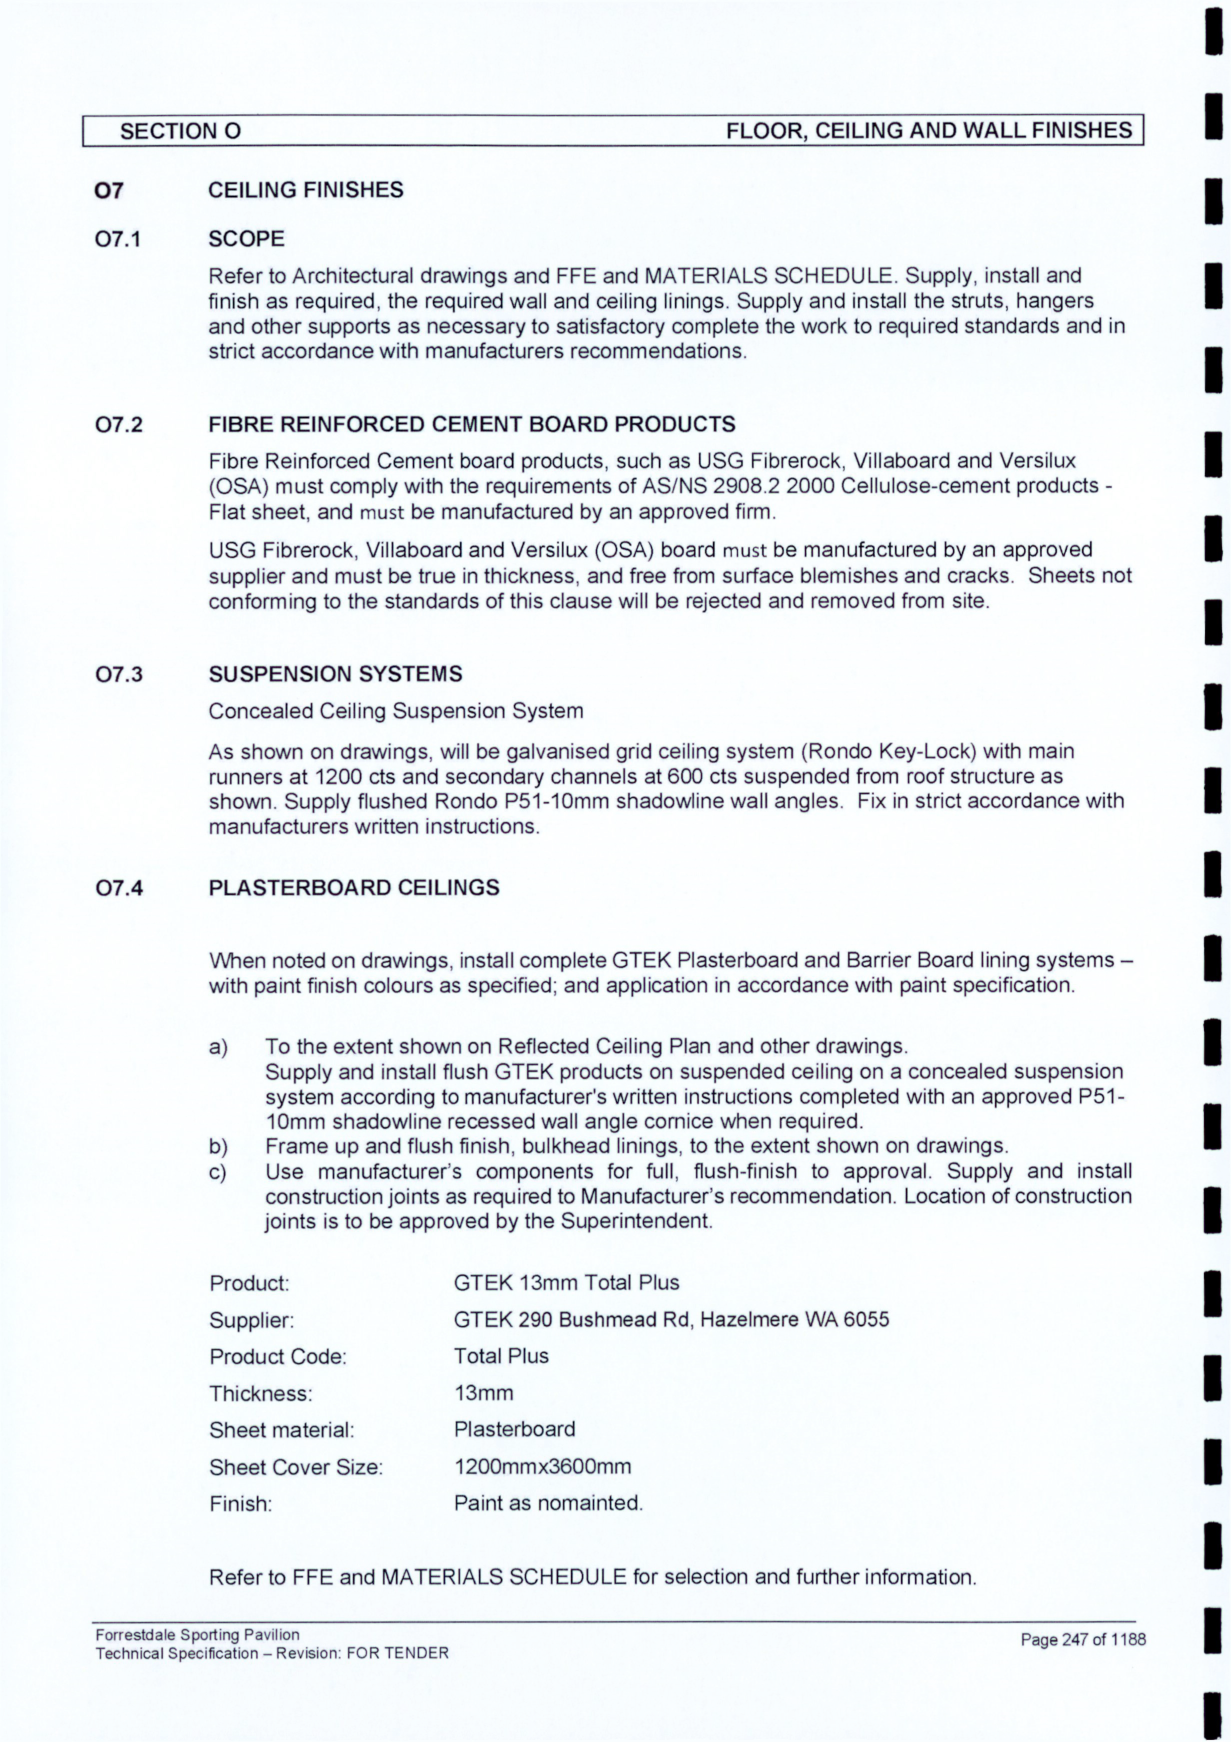 SECTION O FLOOR, CEILING AND WALL FINISHES
O7 CEILING FINISHES
O7.1 SCOPE
Refer to Architectural drawings and FFE and MATERIALS SCHEDULE. Supply, install and
finish as required, the required wall and ceiling linings. Supply and install the struts, hangers
and other supports as necessary to satisfactory complete the work to required standards and in
strict accordance with manufacturers recommendations.
O7.2 FIBRE REINFORCED CEMENT BOARD PRODUCTS
Fibre Reinforced Cement board products, such as USG Fibrerock, Villaboard and Versilux
(OSA) must comply with the requirements of AS/NS 2908.2 2000 Cellulose-cement products -
Flat sheet, and must be manufactured by an approved firm.
USG Fibrerock, Villaboard and Versilux (OSA) board must be manufactured by an approved
supplier and must be true in thickness, and free from surface blemishes and cracks. Sheets not
conforming to the standards of this clause will be rejected and removed from site.
O7.3 SUSPENSION SYSTEMS
Concealed Ceiling Suspension System
As shown on drawings, will be galvanised grid ceiling system (Rondo Key-Lock) with main
runners at 1200 cts and secondary channels at 600 cts suspended from roof structure as
shown. Supply flushed Rondo P51-10mm shadowline wall angles. Fix in strict accordance with
manufacturers written instructions.
O7.4 PLASTERBOARD CEILINGS
When noted on drawings, install complete GTEK Plasterboard and Barrier Board lining systems –
with paint finish colours as specified; and application in accordance with paint specification.
a) To the extent shown on Reflected Ceiling Plan and other drawings.
Supply and install flush GTEK products on suspended ceiling on a concealed suspension
system according to manufacturer's written instructions completed with an approved P51-
10mm shadowline recessed wall angle cornice when required.
b) Frame up and flush finish, bulkhead linings, to the extent shown on drawings.
c) Use manufacturer's components for full, flush-finish to approval. Supply and install
construction joints as required to Manufacturer's recommendation. Location of construction
joints is to be approved by the Superintendent.
Product: GTEK 13mm Total Plus
Supplier: GTEK 290 Bushmead Rd, Hazelmere WA 6055
Product Code: Total Plus
Thickness: 13mm
Sheet material: Plasterboard
Sheet Cover Size: 1200mmx3600mm
Finish: Paint as nomainted.
Refer to FFE and MATERIALS SCHEDULE for selection and further information.
Forrestdale Sporting Pavilion Page 247 of 1188
Technical Specification – Revision: FOR TENDER